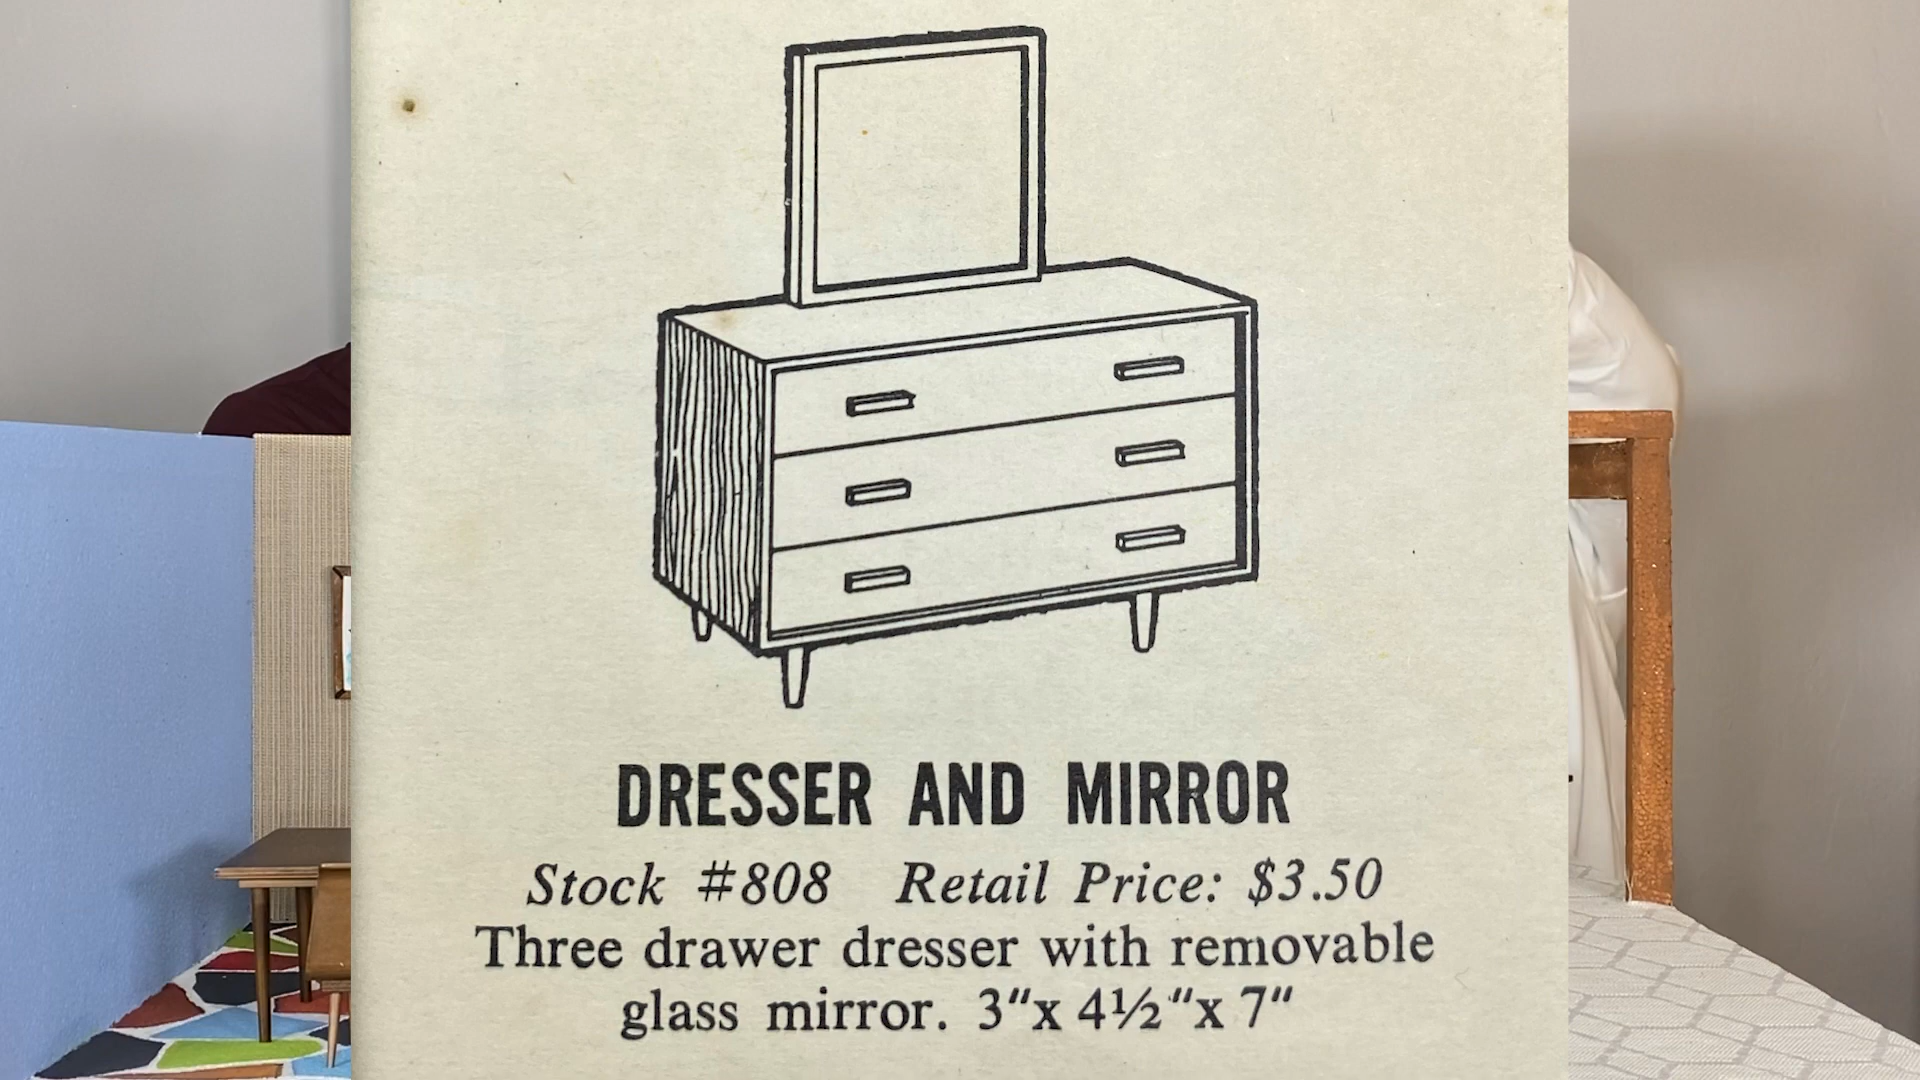 DRESSER AND MIRROR
Stock #808 Retail Price: $3.50
Three drawer dresser with removable
glass mirror. 3"x 4½"x 7"